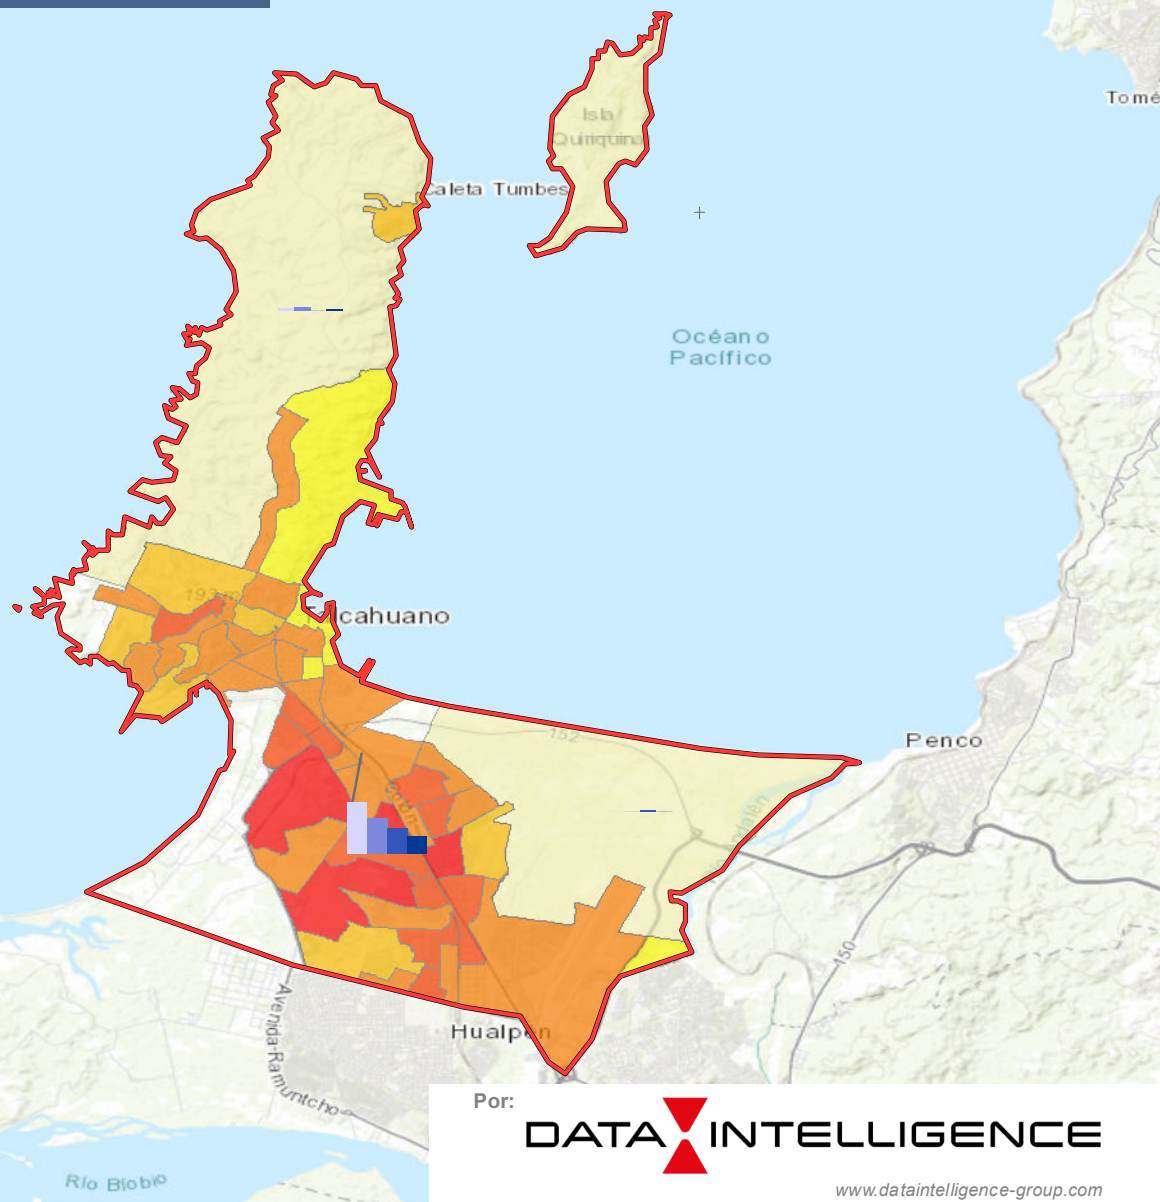 Tomé
Isla
Quiriquina
Caleta Tumbes
Océano
Pacífico
193 m
Talcahuano
152
Penco
150
Avenida Ramuntcho
Hualpén
Por:
DATA INTELLIGENCE
Río Biobío
www.dataintelligence-group.com